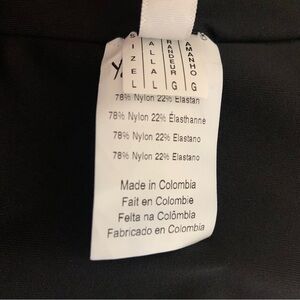 SIZE L
ALLA L
RANDEUR G
AMANHO G
78% Nylon 22% Elastan
78% Nylon 22% Élasthanne
78% Nylon 22% Elastano
78% Nylon 22% Elastano
Made in Colombia
Fait en Colombie
Feita na Colômbia
Fabricado en Colombia